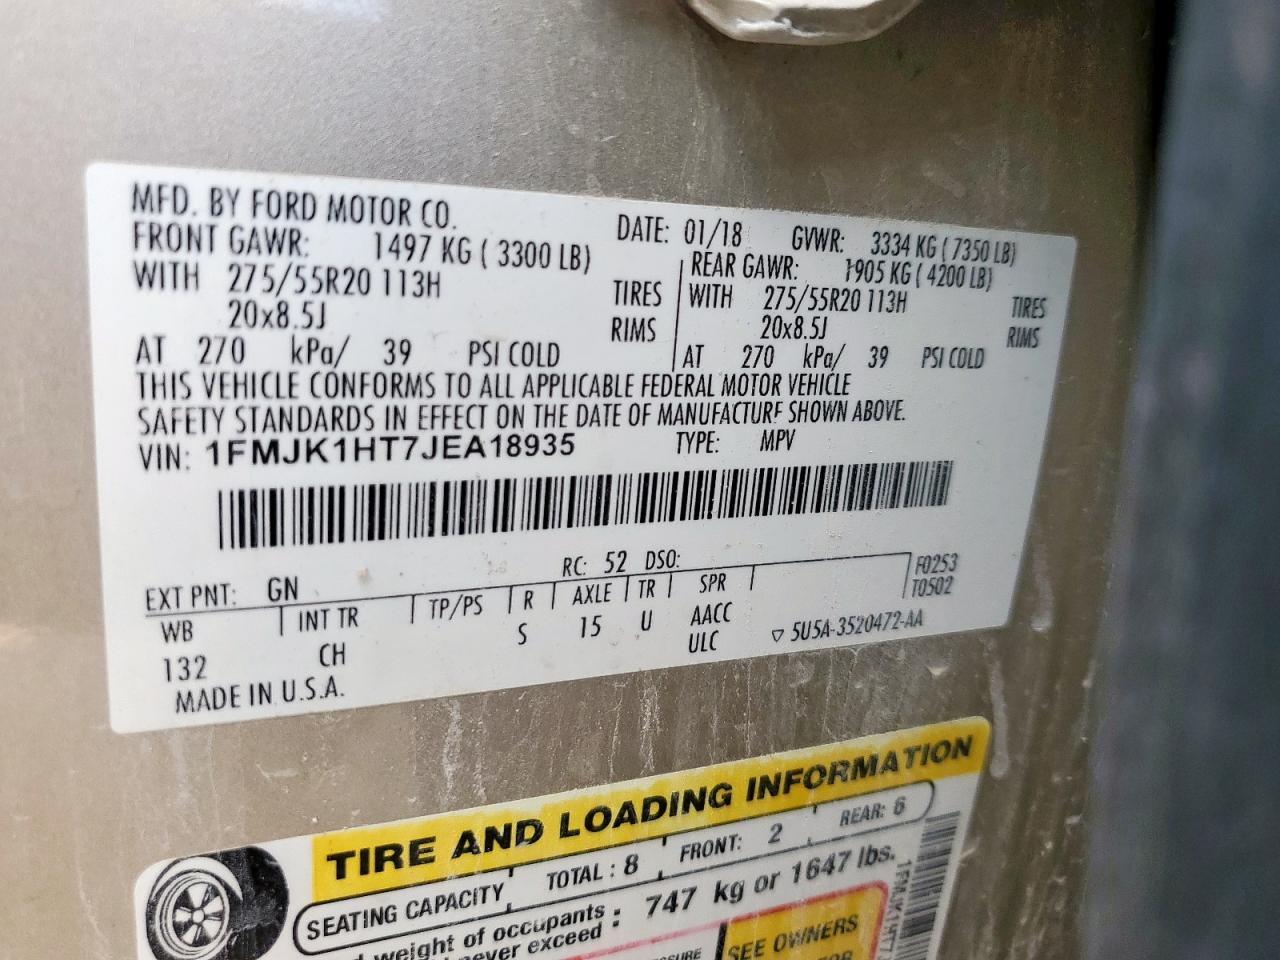 MFD. BY FORD MOTOR CO.
DATE: 01/18 GVWR: 3334 KG ( 7350 LB)
FRONT GAWR: 1497 KG ( 3300 LB)
REAR GAWR: 1905 KG ( 4200 LB)
WITH 275/55R20 113H TIRES
WITH 275/55R20 113H TIRES
20x8.5J RIMS
20x8.5J RIMS
AT 270 kPa/ 39 PSI COLD
AT 270 kPa/ 39 PSI COLD
THIS VEHICLE CONFORMS TO ALL APPLICABLE FEDERAL MOTOR VEHICLE
SAFETY STANDARDS IN EFFECT ON THE DATE OF MANUFACTURE SHOWN ABOVE.
VIN: 1FMJK1HT7JEA18935 TYPE: MPV
EXT PNT: GN RC: 52 DSO: F0253
WB INT TR TP/PS R AXLE TR SPR T0502
132 CH S 15 U AACC
ULC ▽ 5U5A-3520472-AA
MADE IN U.S.A.
TIRE AND LOADING INFORMATION
SEATING CAPACITY TOTAL : 8 FRONT: 2 REAR: 6
weight of occupants : 747 kg or 1647 lbs.
never exceed :
SEE OWNERS